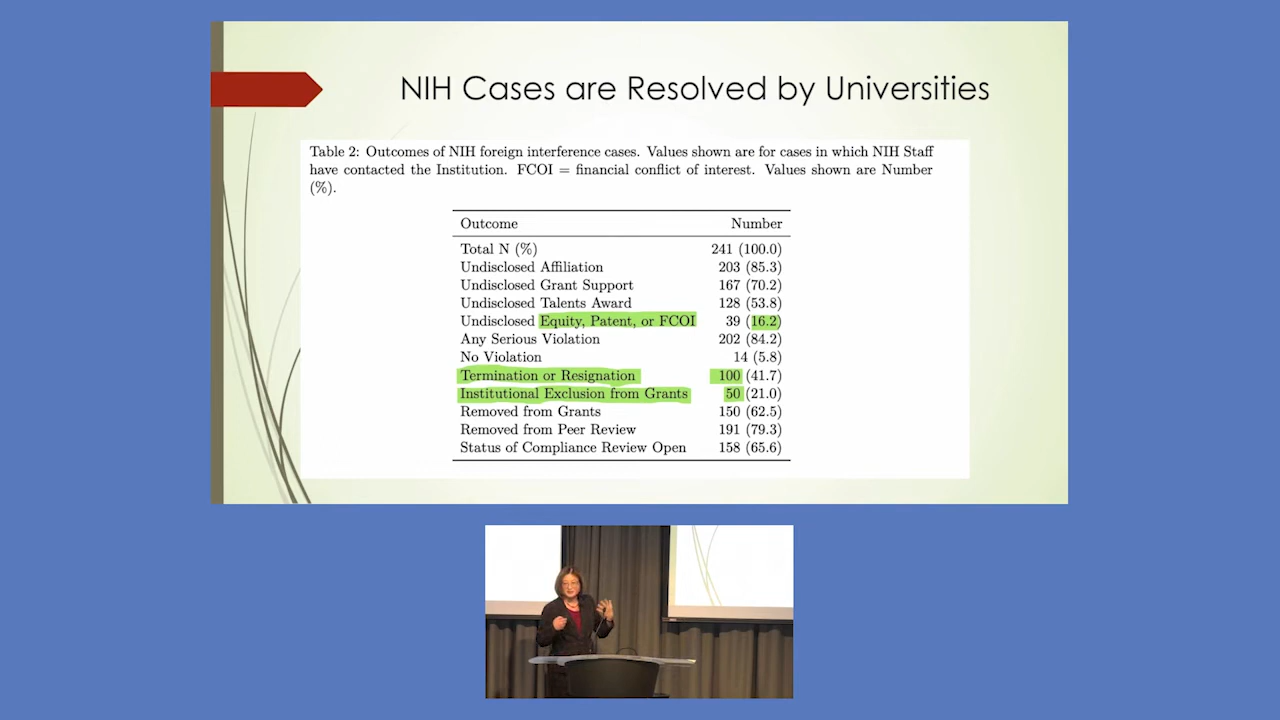 NIH Cases are Resolved by Universities
Table 2: Outcomes of NIH foreign interference cases. Values shown are for cases in which NIH Staff
have contacted the Institution. FCOI = financial conflict of interest. Values shown are Number
(%).
Outcome Number
Total N (%) 241 (100.0)
Undisclosed Affiliation 203 (85.3)
Undisclosed Grant Support 167 (70.2)
Undisclosed Talents Award 128 (53.8)
Undisclosed Equity, Patent, or FCOI 39 (16.2)
Any Serious Violation 202 (84.2)
No Violation 14 (5.8)
Termination or Resignation 100 (41.7)
Institutional Exclusion from Grants 50 (21.0)
Removed from Grants 150 (62.5)
Removed from Peer Review 191 (79.3)
Status of Compliance Review Open 158 (65.6)